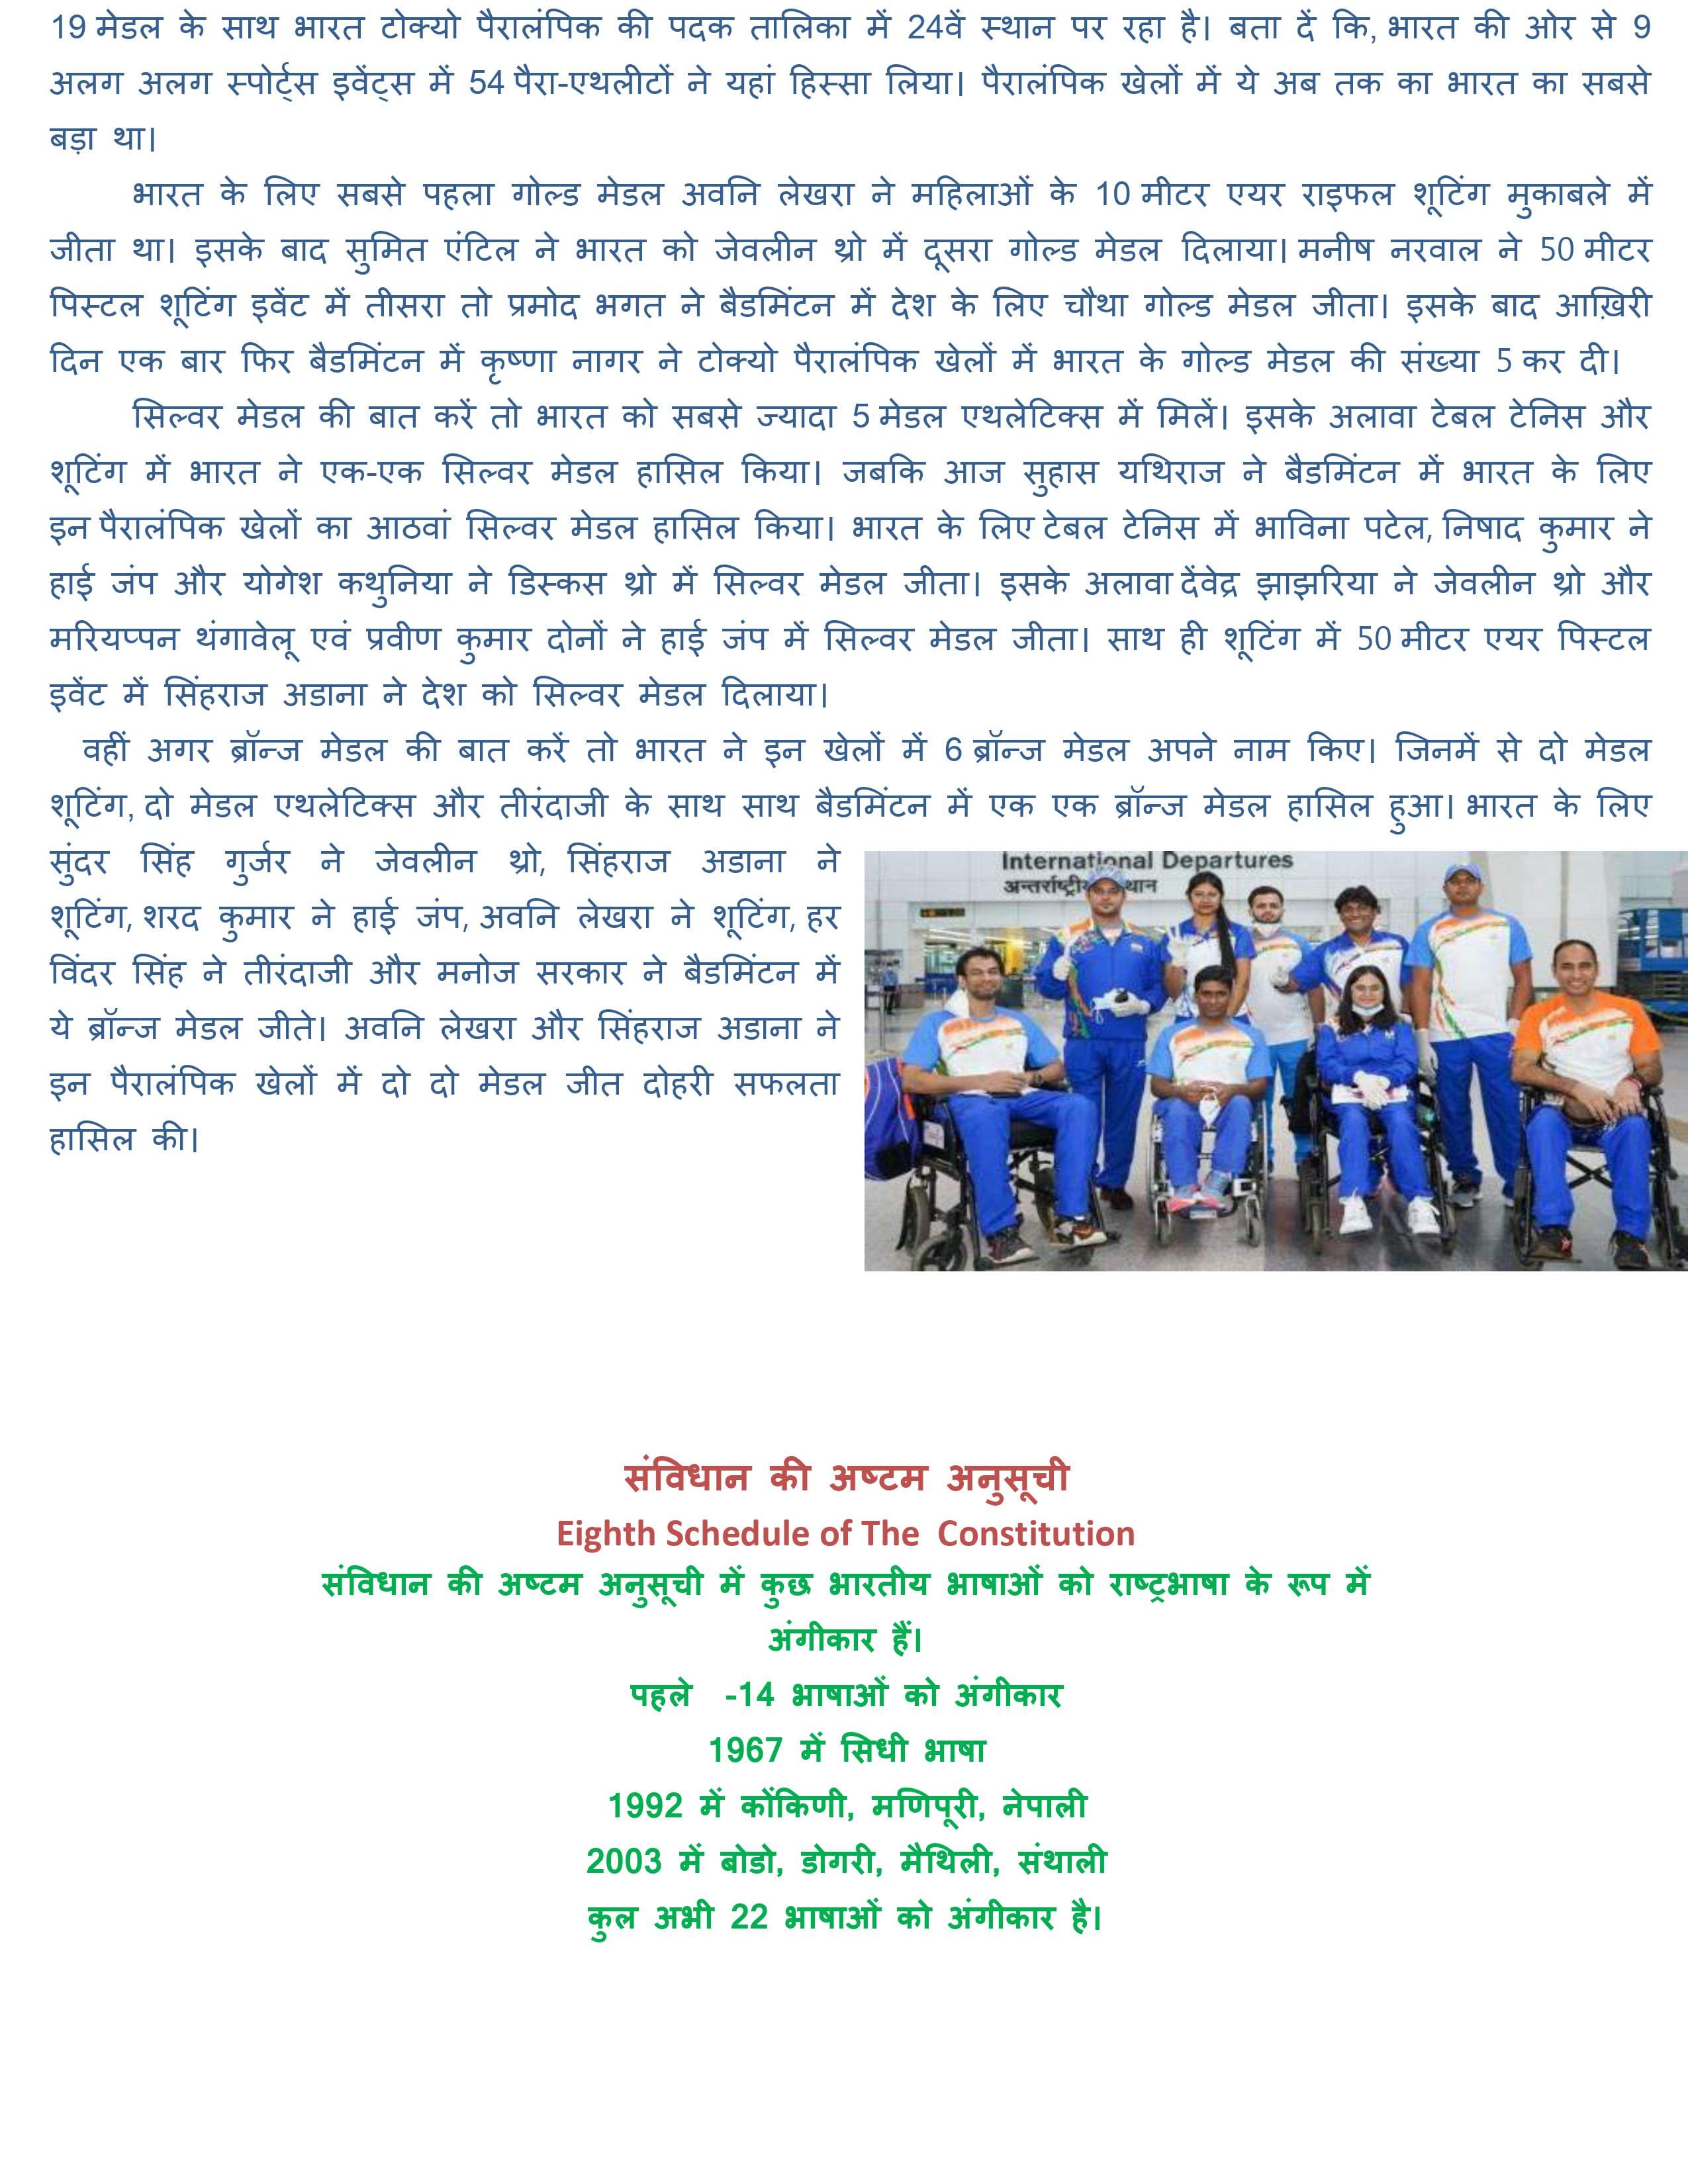 19 मेडल के साथ भारत टोक्यो पैरालंपिक की पदक तालिका में 24वें स्थान पर रहा है। बता दें कि, भारत की ओर से 9
अलग अलग स्पोर्ट्स इवेंट्स में 54 पैरा-एथलीटों ने यहां हिस्सा लिया। पैरालंपिक खेलों में ये अब तक का भारत का सबसे
बड़ा था।
भारत के लिए सबसे पहला गोल्ड मेडल अवनि लेखरा ने महिलाओं के 10 मीटर एयर राइफल शूटिंग मुकाबले में
जीता था। इसके बाद सुमित एंटिल ने भारत को जेवलीन थ्रो में दूसरा गोल्ड मेडल दिलाया। मनीष नरवाल ने 50 मीटर
पिस्टल शूटिंग इवेंट में तीसरा तो प्रमोद भगत ने बैडमिंटन में देश के लिए चौथा गोल्ड मेडल जीता। इसके बाद आख़िरी
दिन एक बार फिर बैडमिंटन में कृष्णा नागर ने टोक्यो पैरालंपिक खेलों में भारत के गोल्ड मेडल की संख्या 5 कर दी।
सिल्वर मेडल की बात करें तो भारत को सबसे ज्यादा 5 मेडल एथलेटिक्स में मिलें। इसके अलावा टेबल टेनिस और
शूटिंग में भारत ने एक-एक सिल्वर मेडल हासिल किया। जबकि आज सुहास यथिराज ने बैडमिंटन में भारत के लिए
इन पैरालंपिक खेलों का आठवां सिल्वर मेडल हासिल किया। भारत के लिए टेबल टेनिस में भाविना पटेल, निषाद कुमार ने
हाई जंप और योगेश कथुनिया ने डिस्कस थ्रो में सिल्वर मेडल जीता। इसके अलावा देंवेद्र झाझरिया ने जेवलीन थ्रो और
मरियप्पन थंगावेलू एवं प्रवीण कुमार दोनों ने हाई जंप में सिल्वर मेडल जीता। साथ ही शूटिंग में 50 मीटर एयर पिस्टल
इवेंट में सिंहराज अडाना ने देश को सिल्वर मेडल दिलाया।
वहीं अगर ब्रॉन्ज मेडल की बात करें तो भारत ने इन खेलों में 6 ब्रॉन्ज मेडल अपने नाम किए। जिनमें से दो मेडल
शूटिंग, दो मेडल एथलेटिक्स और तीरंदाजी के साथ साथ बैडमिंटन में एक एक ब्रॉन्ज मेडल हासिल हुआ। भारत के लिए
सुंदर सिंह गुर्जर ने जेवलीन थ्रो, सिंहराज अडाना ने
शूटिंग, शरद कुमार ने हाई जंप, अवनि लेखरा ने शूटिंग, हर
विंदर सिंह ने तीरंदाजी और मनोज सरकार ने बैडमिंटन में
ये ब्रॉन्ज मेडल जीते। अवनि लेखरा और सिंहराज अडाना ने
इन पैरालंपिक खेलों में दो दो मेडल जीत दोहरी सफलता
हासिल की।
International Departures
संविधान की अष्टम अनुसूची
Eighth Schedule of The Constitution
संविधान की अष्टम अनुसूची में कुछ भारतीय भाषाओं को राष्ट्रभाषा के रूप में
अंगीकार हैं।
पहले -14 भाषाओं को अंगीकार
1967 में सिधी भाषा
1992 में कोंकिणी, मणिपूरी, नेपाली
2003 में बोडो, डोगरी, मैथिली, संथाली
कुल अभी 22 भाषाओं को अंगीकार है।